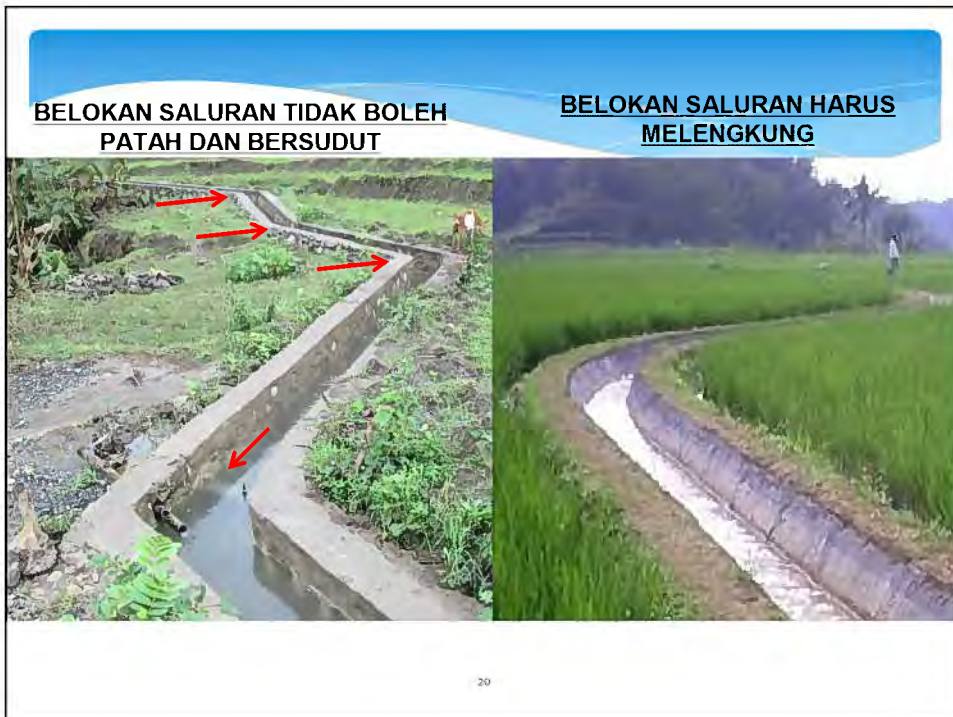 BELOKAN SALURAN TIDAK BOLEH
PATAH DAN BERSUDUT
BELOKAN SALURAN HARUS
MELENGKUNG
20